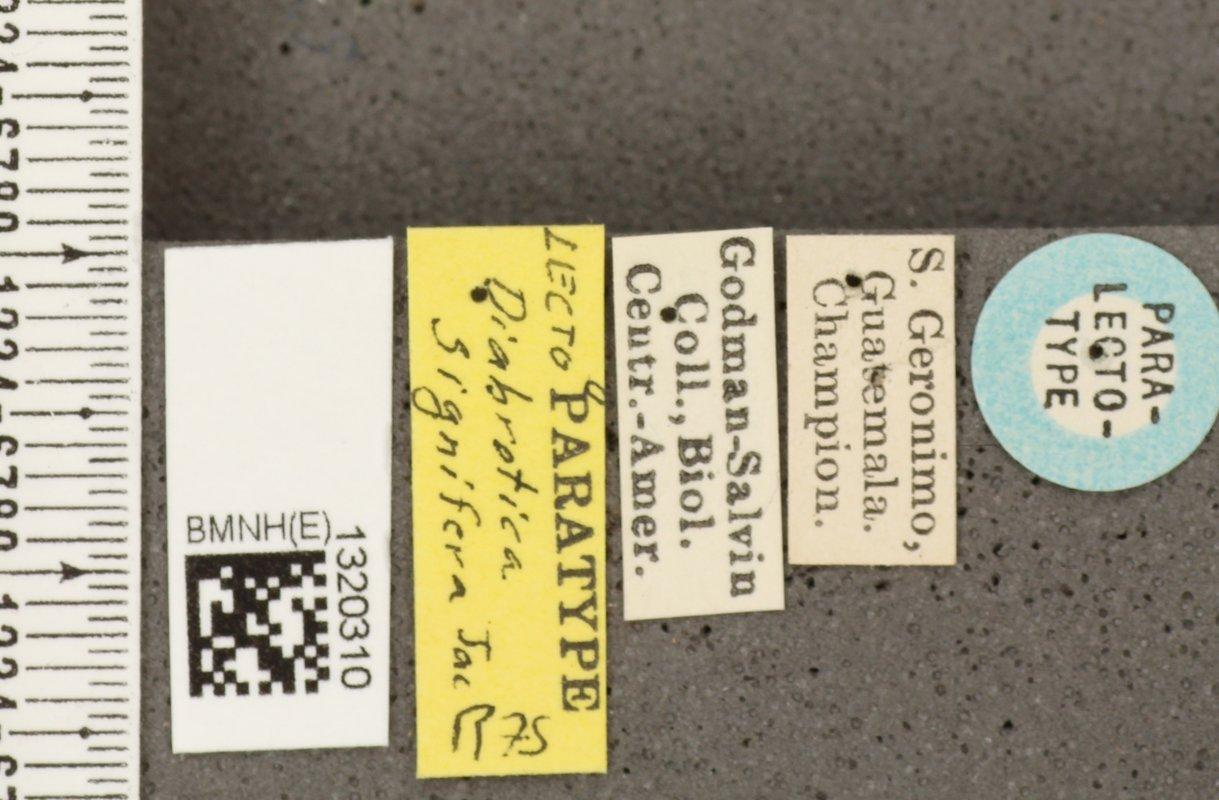 BMNH(E)
1320310
LECTO PARATYPE
Diabrotica
signifera Jac
75
Godman-Salvin
Coll., Biol.
Centr.-Amer.
S. Geronimo,
Guatemala.
Champion.
PARA-
LECTO-
TYPE